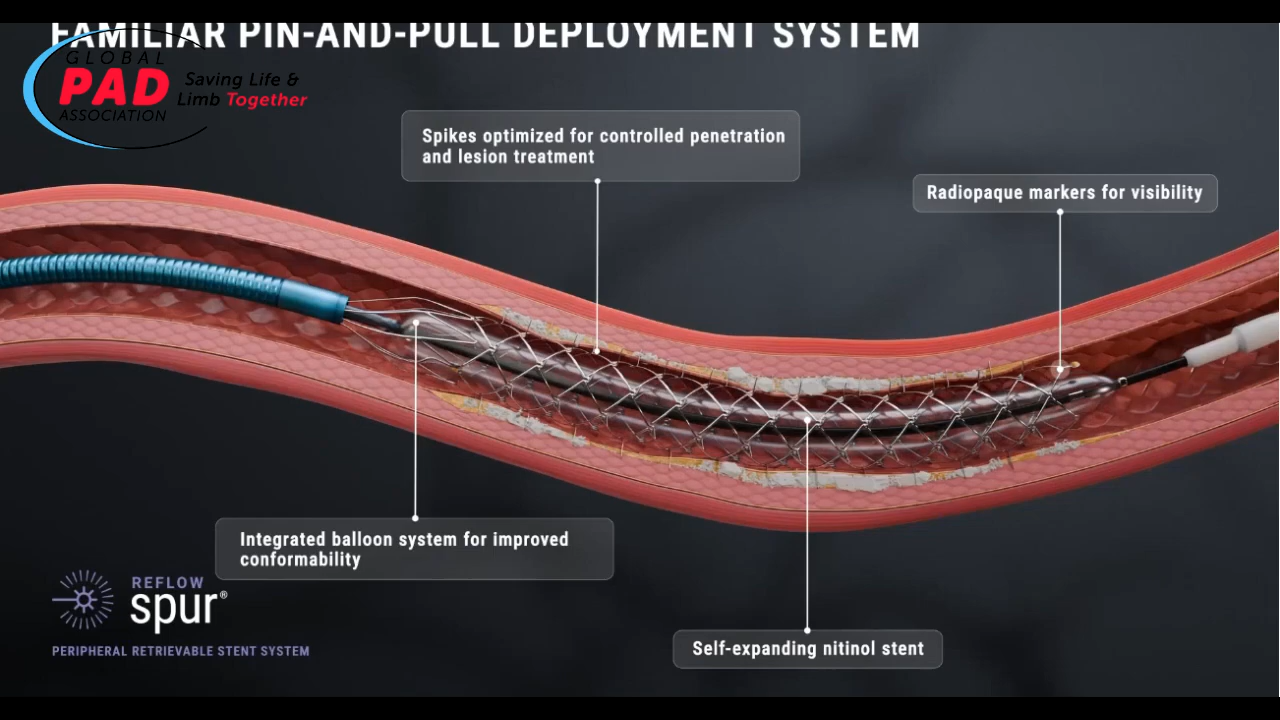 FAMILIAR PIN-AND-PULL DEPLOYMENT SYSTEM
GLOBAL
PAD
ASSOCIATION
Saving Life &
Limb Together
Spikes optimized for controlled penetration
and lesion treatment
Radiopaque markers for visibility
Integrated balloon system for improved
conformability
REFLOW
spur®
PERIPHERAL RETRIEVABLE STENT SYSTEM
Self-expanding nitinol stent